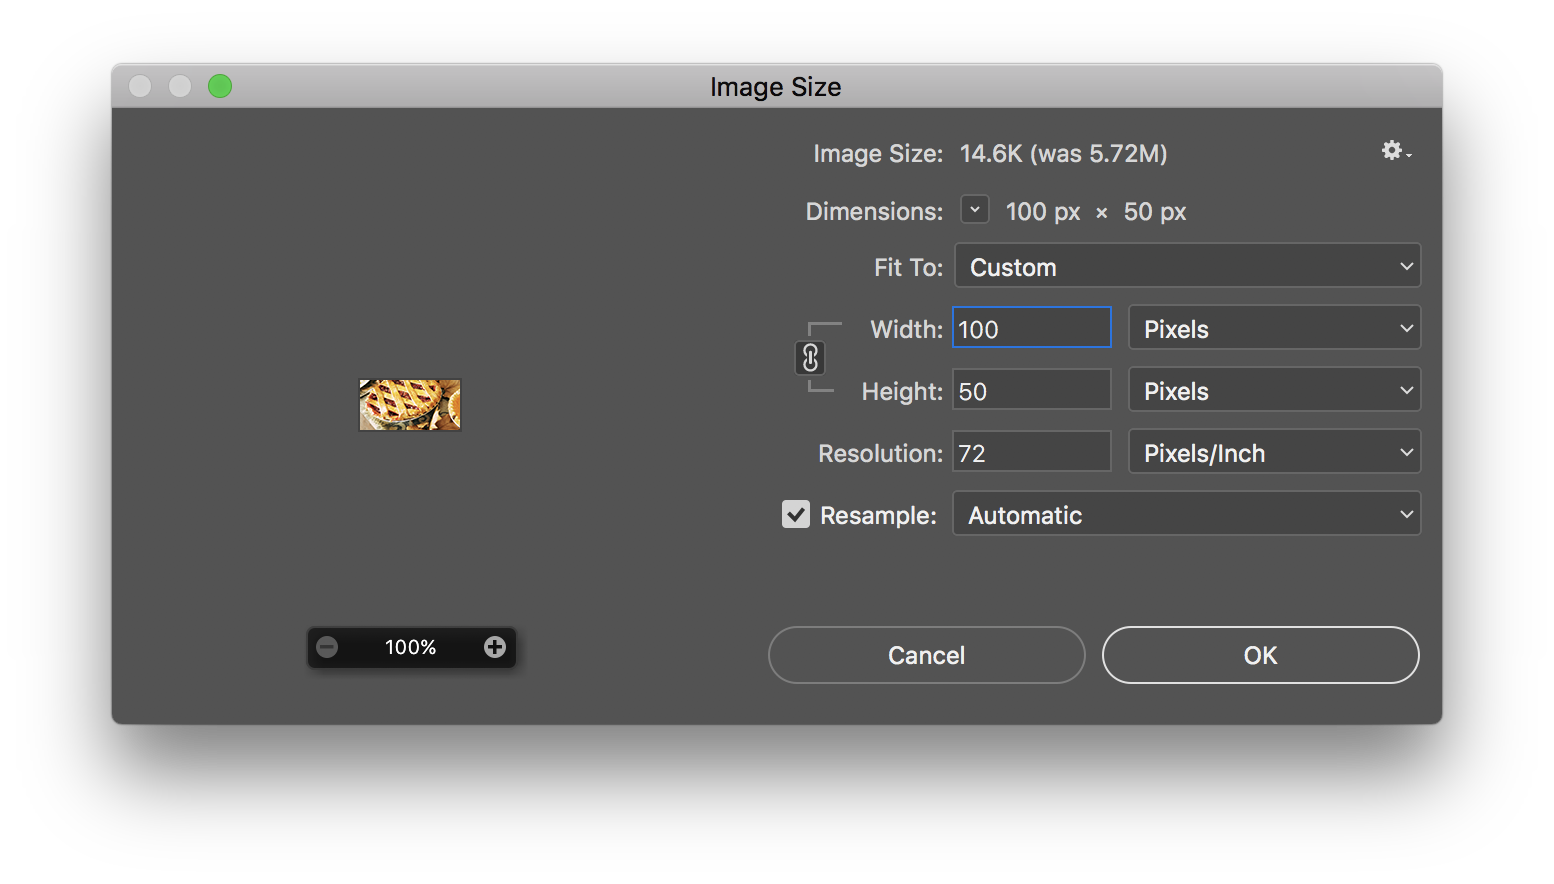 Image Size
Image Size: 14.6K (was 5.72M)
Dimensions: 100 px × 50 px
Fit To: Custom
Width: 100 Pixels
Height: 50 Pixels
Resolution: 72 Pixels/Inch
Resample: Automatic
100%
Cancel OK